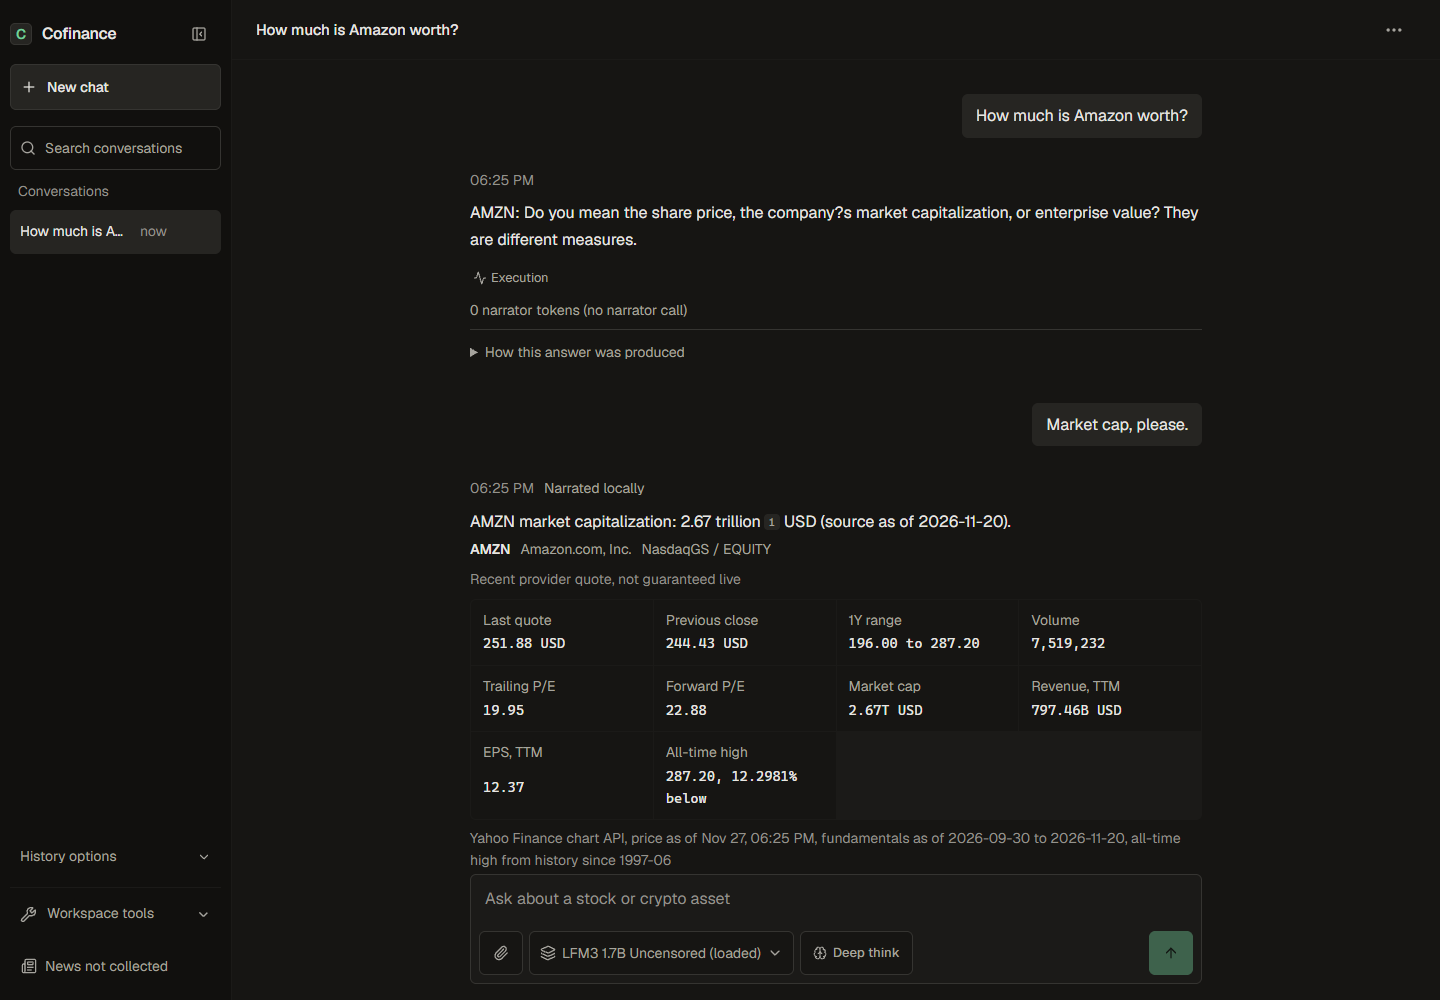 C Cofinance
New chat
Search conversations
Conversations
How much is A... now
History options
Workspace tools
News not collected
How much is Amazon worth?
How much is Amazon worth?
06:25 PM
AMZN: Do you mean the share price, the company?s market capitalization, or enterprise value? They
are different measures.
Execution
0 narrator tokens (no narrator call)
How this answer was produced
Market cap, please.
06:25 PM Narrated locally
AMZN market capitalization: 2.67 trillion 1 USD (source as of 2026-11-20).
AMZN Amazon.com, Inc. NasdaqGS / EQUITY
Recent provider quote, not guaranteed live
Last quote Previous close 1Y range Volume
251.88 USD 244.43 USD 196.00 to 287.20 7,519,232
Trailing P/E Forward P/E Market cap Revenue, TTM
19.95 22.88 2.67T USD 797.46B USD
EPS, TTM All-time high
12.37 287.20, 12.2981%
below
Yahoo Finance chart API, price as of Nov 27, 06:25 PM, fundamentals as of 2026-09-30 to 2026-11-20, all-time
high from history since 1997-06
Ask about a stock or crypto asset
LFM3 1.7B Uncensored (loaded) Deep think